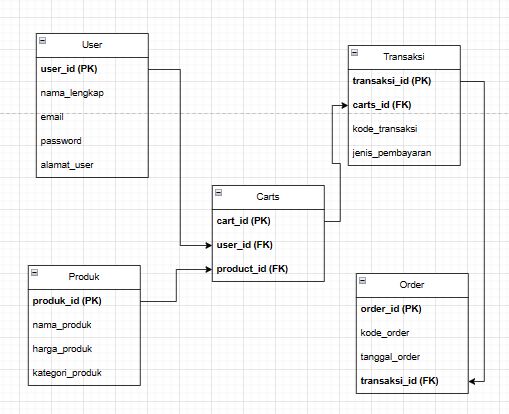 User
user_id (PK)
nama_lengkap
email
password
alamat_user
Transaksi
transaksi_id (PK)
carts_id (FK)
kode_transaksi
jenis_pembayaran
Carts
cart_id (PK)
user_id (FK)
product_id (FK)
Produk
produk_id (PK)
nama_produk
harga_produk
kategori_produk
Order
order_id (PK)
kode_order
tanggal_order
transaksi_id (FK)